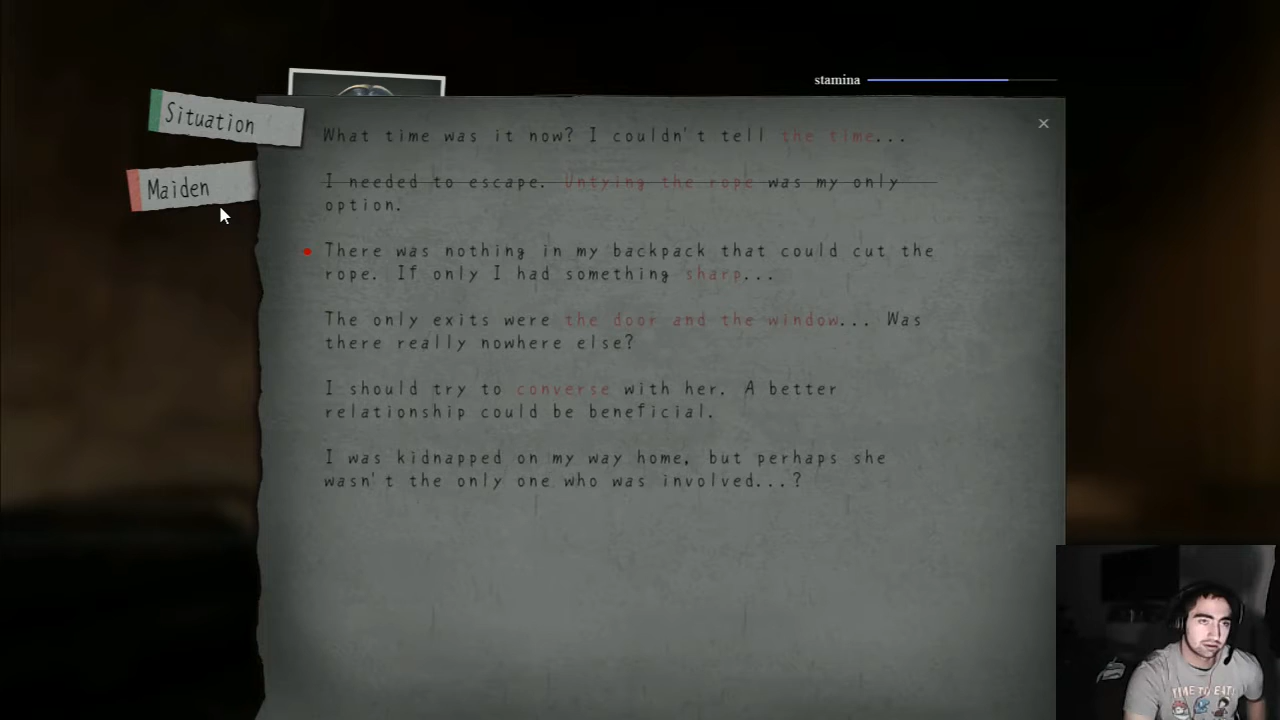 stamina
Situation
What time was it now? I couldn't tell the time...
Maiden
I needed to escape. Untying the rope was my only
option.
There was nothing in my backpack that could cut the
rope. If only I had something sharp...
The only exits were the door and the window... Was
there really nowhere else?
I should try to converse with her. A better
relationship could be beneficial.
I was kidnapped on my way home, but perhaps she
wasn't the only one who was involved...?
TIME TO EAT!